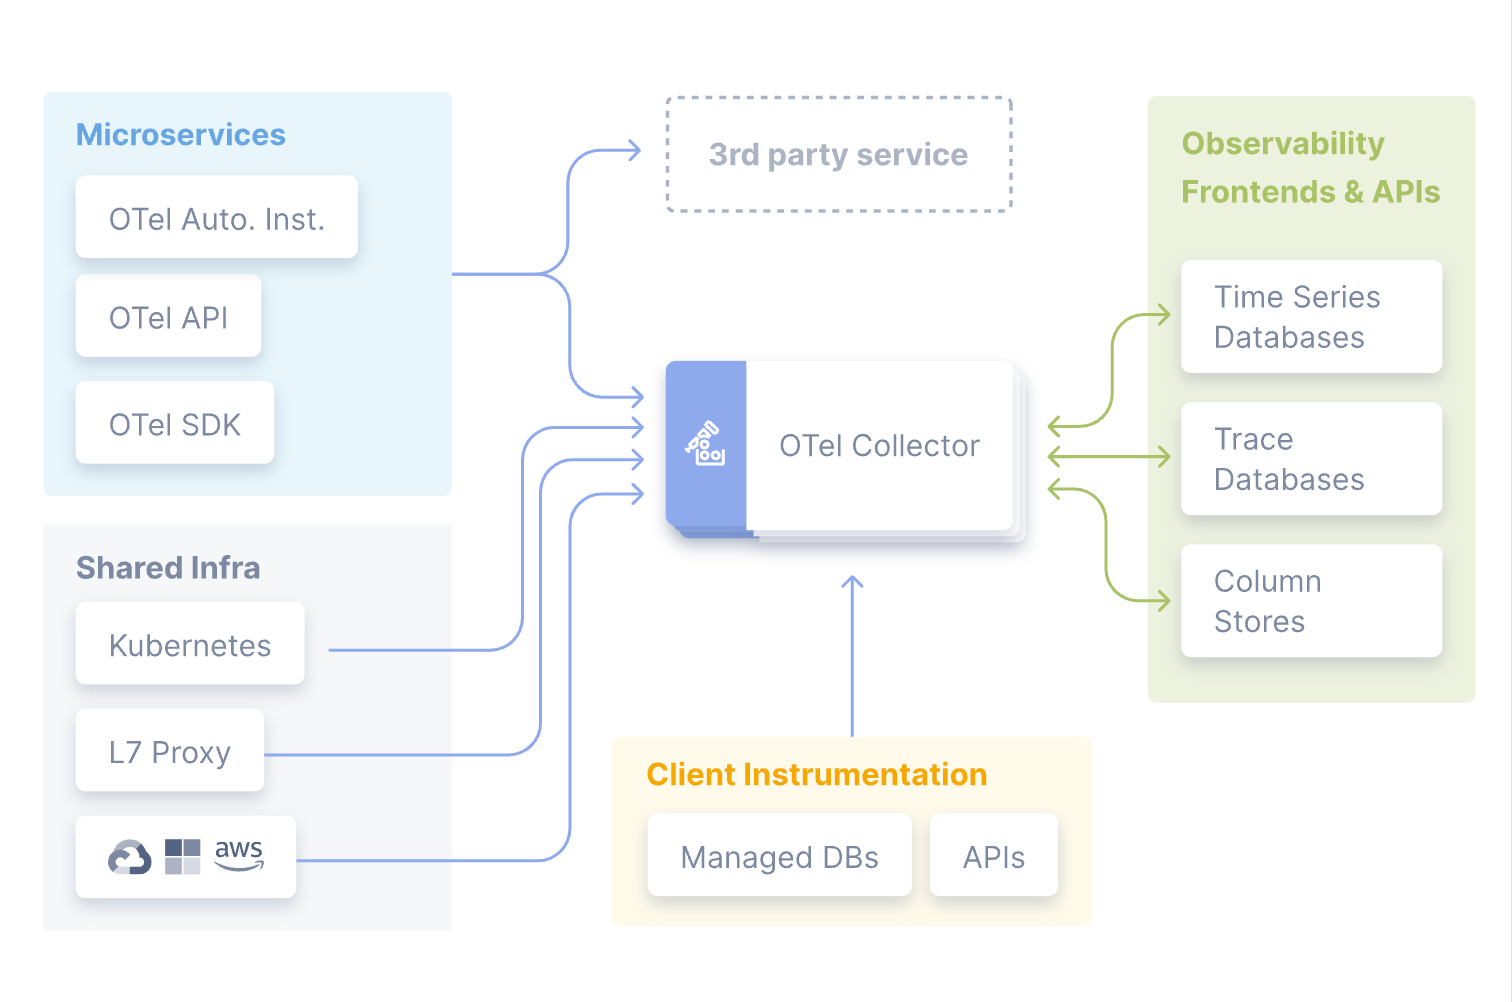 Microservices
OTel Auto. Inst.
OTel API
OTel SDK
Shared Infra
Kubernetes
L7 Proxy
aws
3rd party service
OTel Collector
Client Instrumentation
Managed DBs
APIs
Observability
Frontends & APIs
Time Series
Databases
Trace
Databases
Column
Stores